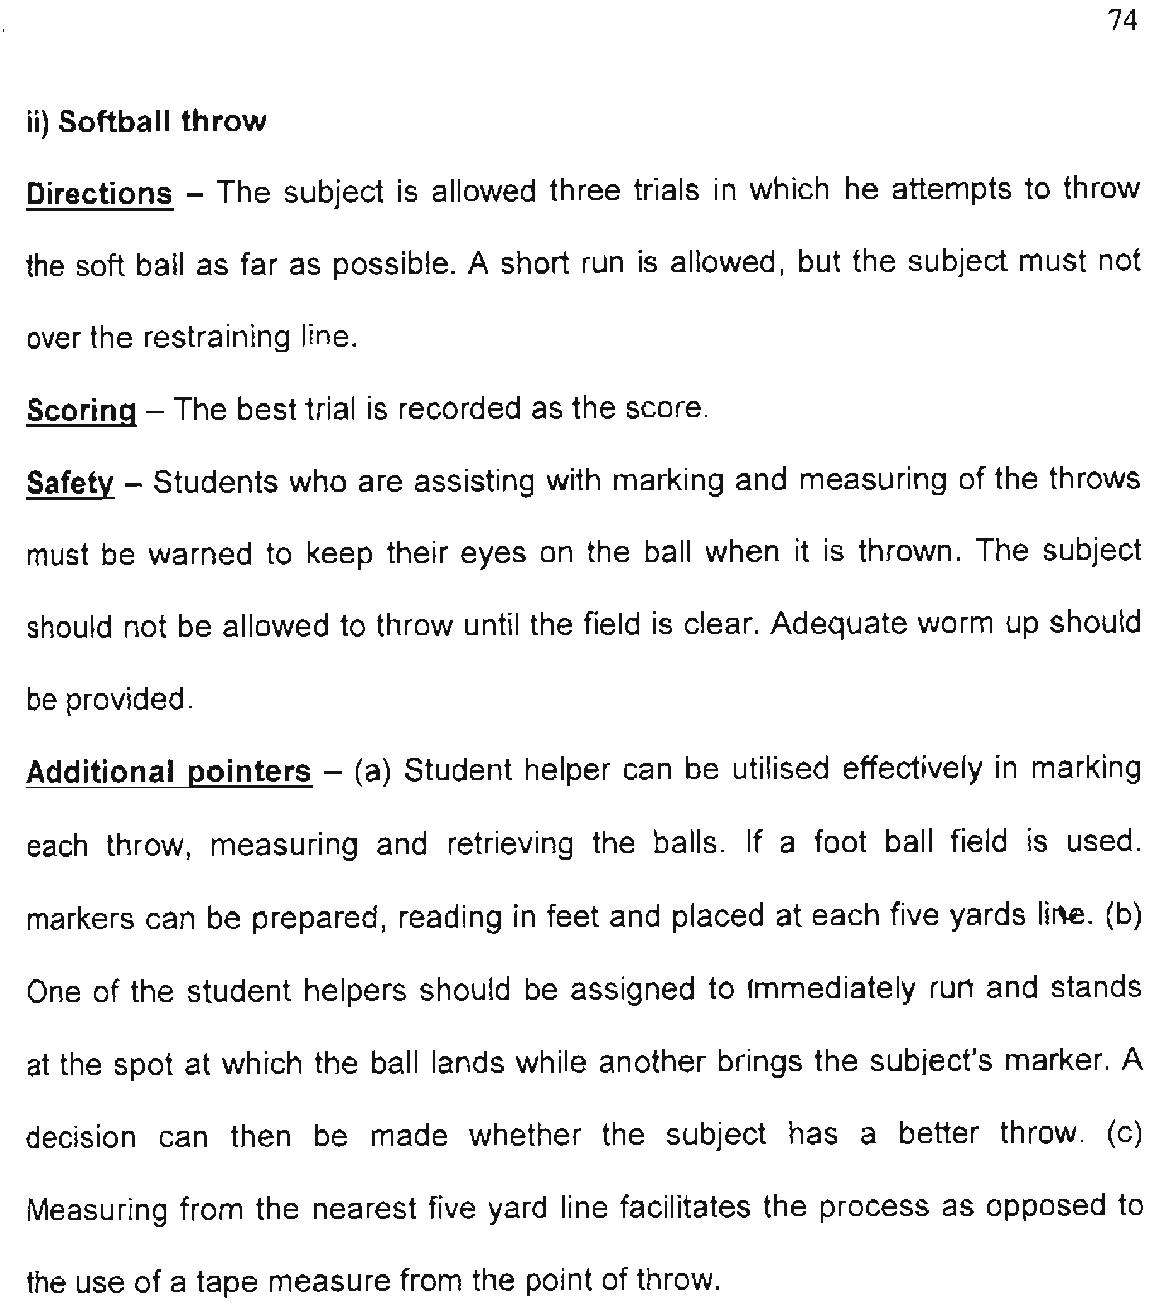 74
ii) Softball throw
Directions – The subject is allowed three trials in which he attempts to throw
the soft ball as far as possible. A short run is allowed, but the subject must not
over the restraining line.
Scoring – The best trial is recorded as the score.
Safety – Students who are assisting with marking and measuring of the throws
must be warned to keep their eyes on the ball when it is thrown. The subject
should not be allowed to throw until the field is clear. Adequate worm up should
be provided.
Additional pointers – (a) Student helper can be utilised effectively in marking
each throw, measuring and retrieving the balls. If a foot ball field is used.
markers can be prepared, reading in feet and placed at each five yards line. (b)
One of the student helpers should be assigned to Immediately run and stands
at the spot at which the ball lands while another brings the subject's marker. A
decision can then be made whether the subject has a better throw. (c)
Measuring from the nearest five yard line facilitates the process as opposed to
the use of a tape measure from the point of throw.